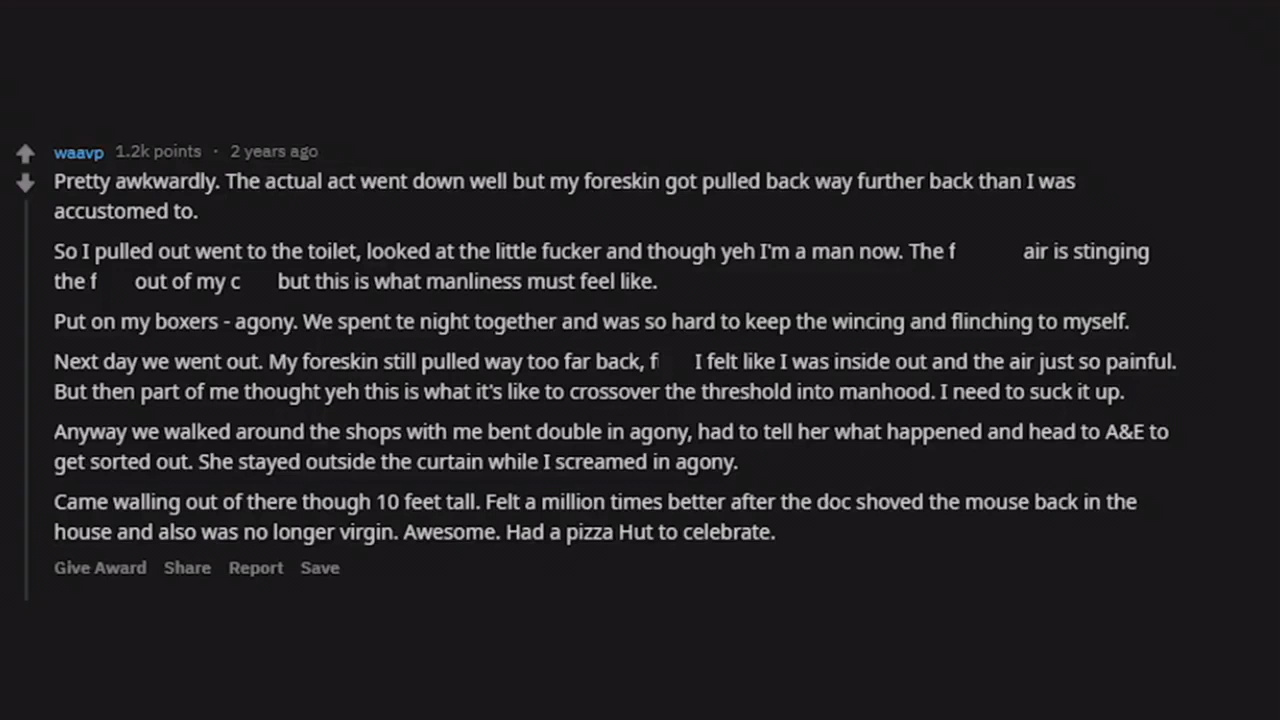 waavp 1.2k points · 2 years ago
Pretty awkwardly. The actual act went down well but my foreskin got pulled back way further back than I was
accustomed to.
So I pulled out went to the toilet, looked at the little fucker and though yeh I'm a man now. The f air is stinging
the f out of my c but this is what manliness must feel like.
Put on my boxers - agony. We spent te night together and was so hard to keep the wincing and flinching to myself.
Next day we went out. My foreskin still pulled way too far back, f I felt like I was inside out and the air just so painful.
But then part of me thought yeh this is what it's like to crossover the threshold into manhood. I need to suck it up.
Anyway we walked around the shops with me bent double in agony, had to tell her what happened and head to A&E to
get sorted out. She stayed outside the curtain while I screamed in agony.
Came walling out of there though 10 feet tall. Felt a million times better after the doc shoved the mouse back in the
house and also was no longer virgin. Awesome. Had a pizza Hut to celebrate.
Give Award Share Report Save